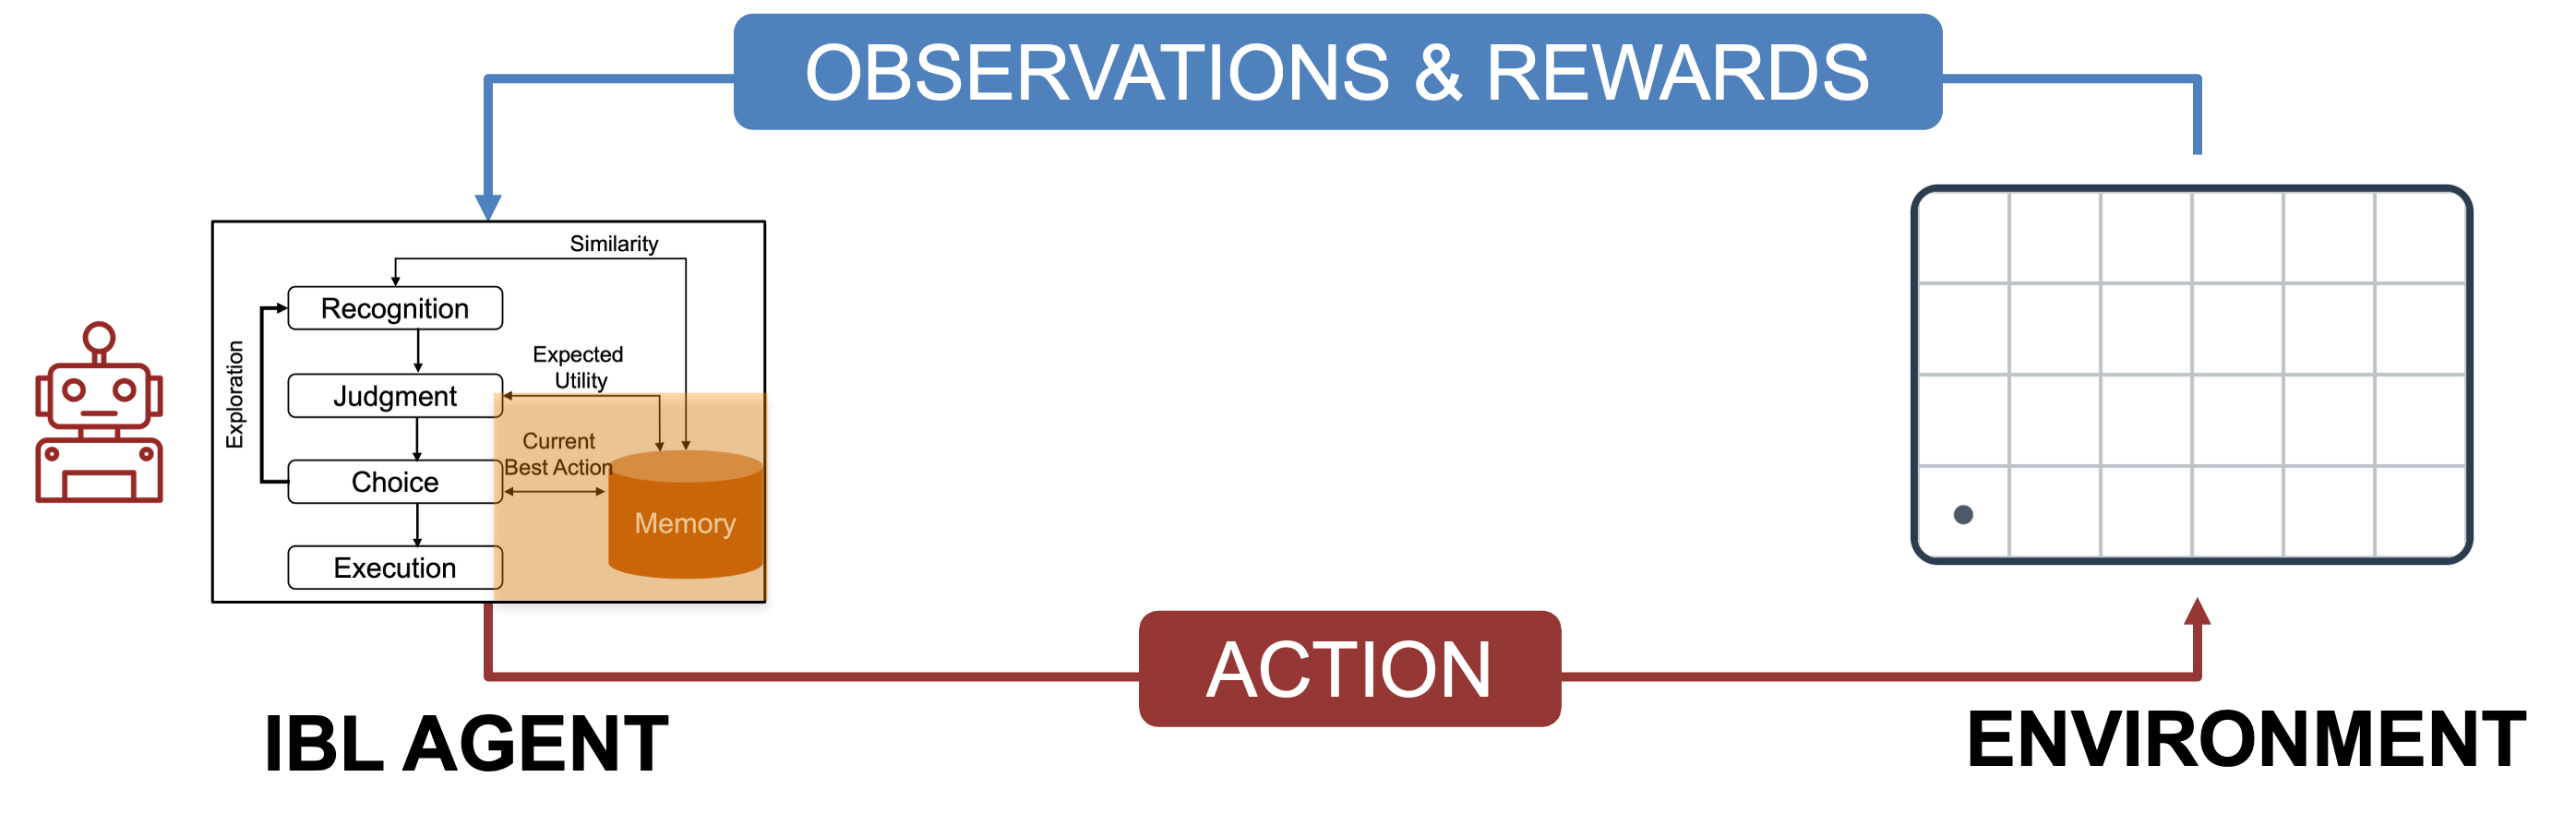 OBSERVATIONS & REWARDS
Similarity
Recognition
Exploration
Expected
Utility
Judgment
Current
Best Action
Choice
Memory
Execution
ACTION
IBL AGENT
ENVIRONMENT